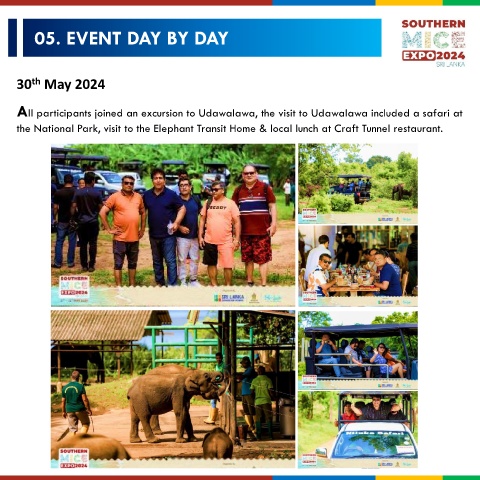 05. EVENT DAY BY DAY
SOUTHERN
MICE
EXPO2024
SRI LANKA
30th May 2024
All participants joined an excursion to Udawalawa, the visit to Udawalawa included a safari at
the National Park, visit to the Elephant Transit Home & local lunch at Craft Tunnel restaurant.
SOUTHERN
MICE
EXPO2024
SRI LANKA
SOUTHERN
MICE
EXPO2024